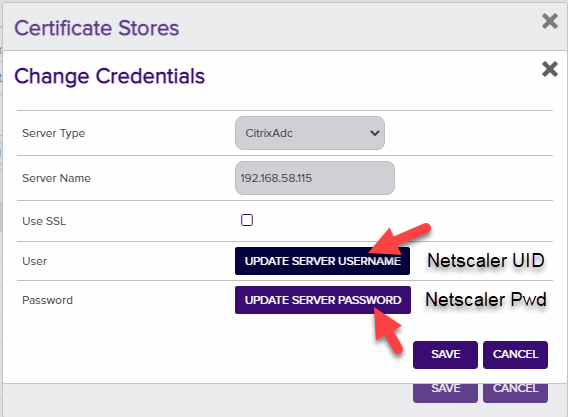 Certificate Stores
Change Credentials
Server Type
CitrixAdc
Server Name
192.168.58.115
Use SSL
User
UPDATE SERVER USERNAME
Netscaler UID
Password
UPDATE SERVER PASSWORD
Netscaler Pwd
SAVE
CANCEL
SAVE
CANCEL